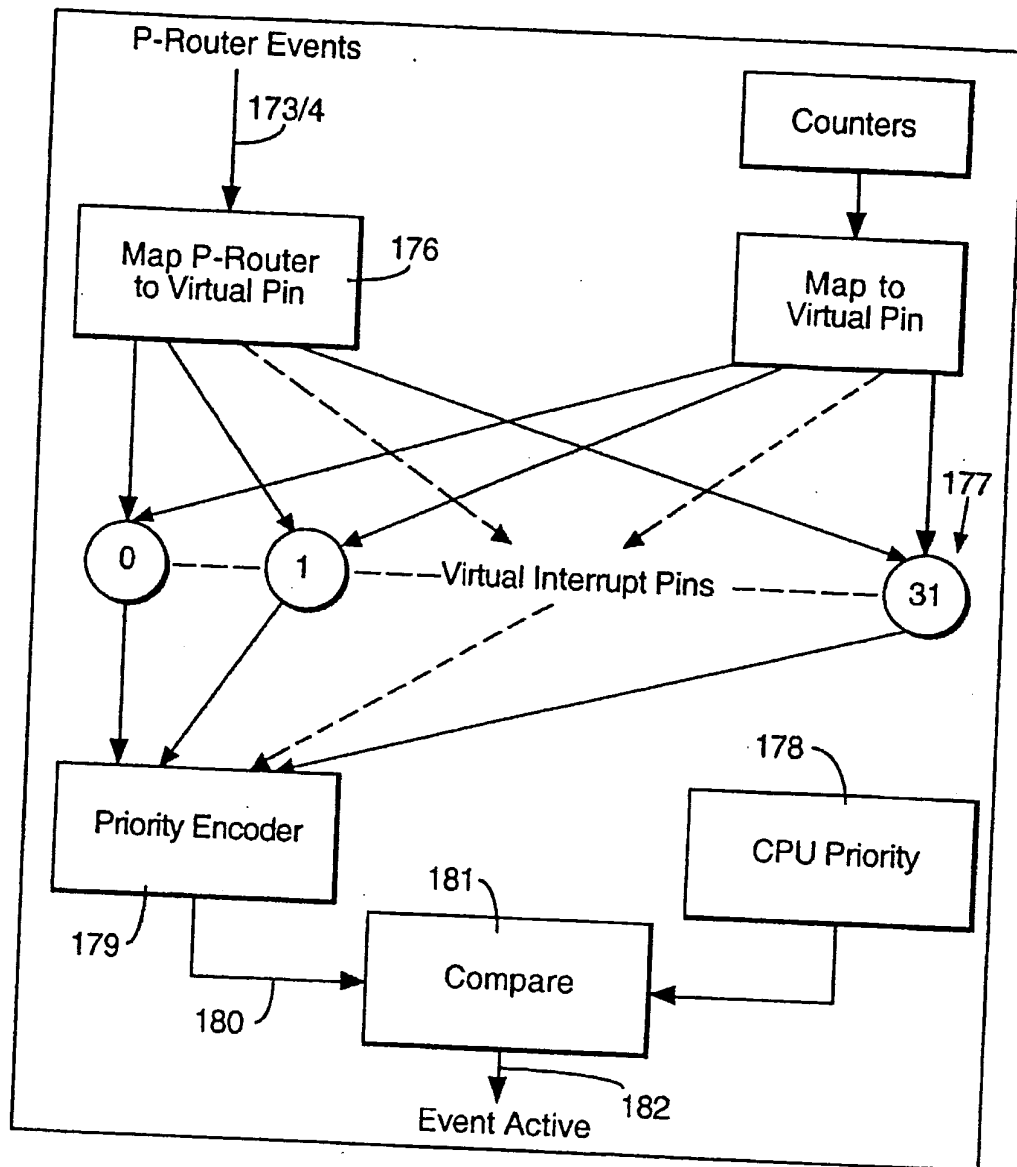 P-Router Events
173/4
Counters
Map P-Router
to Virtual Pin
176
Map to
Virtual Pin
177
0
1
Virtual Interrupt Pins
31
178
Priority Encoder
CPU Priority
181
179
Compare
180
182
Event Active